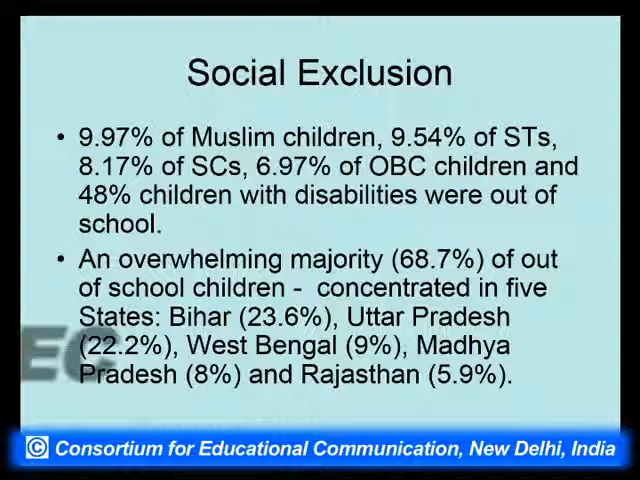 Social Exclusion
• 9.97% of Muslim children, 9.54% of STs,
8.17% of SCs, 6.97% of OBC children and
48% children with disabilities were out of
school.
• An overwhelming majority (68.7%) of out
of school children - concentrated in five
States: Bihar (23.6%), Uttar Pradesh
(22.2%), West Bengal (9%), Madhya
Pradesh (8%) and Rajasthan (5.9%).
EC
© Consortium for Educational Communication, New Delhi, India